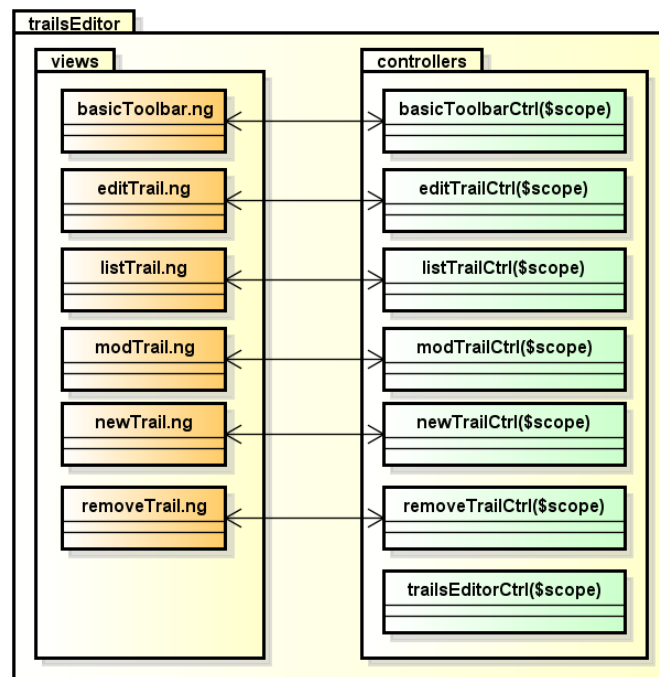 trailsEditor
views
controllers
basicToolbar.ng
basicToolbarCtrl($scope)
editTrail.ng
editTrailCtrl($scope)
listTrail.ng
listTrailCtrl($scope)
modTrail.ng
modTrailCtrl($scope)
newTrail.ng
newTrailCtrl($scope)
removeTrail.ng
removeTrailCtrl($scope)
trailsEditorCtrl($scope)